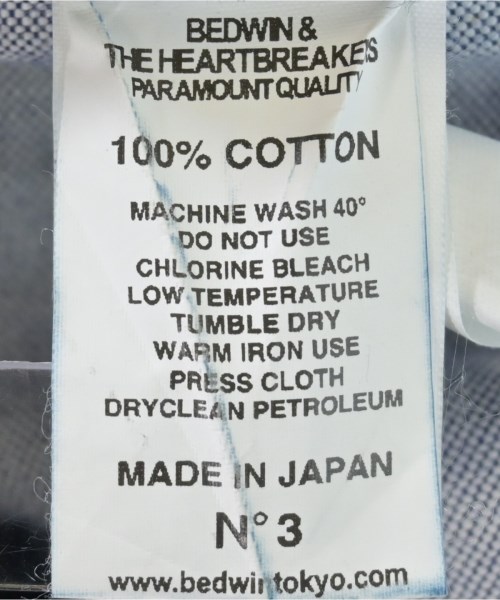 BEDWIN &
THE HEARTBREAKERS
PARAMOUNT QUALITY
100% COTTON
MACHINE WASH 40°
DO NOT USE
CHLORINE BLEACH
LOW TEMPERATURE
TUMBLE DRY
WARM IRON USE
PRESS CLOTH
DRYCLEAN PETROLEUM
MADE IN JAPAN
N° 3
www.bedwintokyo.com